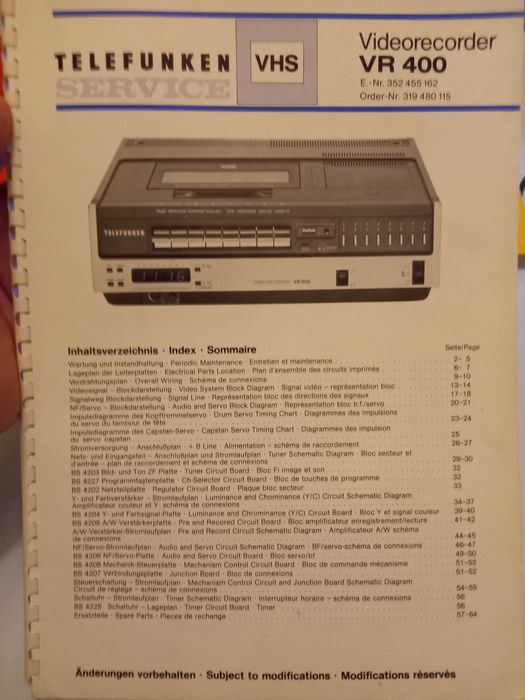 TELEFUNKEN
SERVICE
VHS
Videorecorder
VR 400
E.-Nr. 352 455 162
Order-Nr. 319 480 115
TELEFUNKEN
11 16
Inhaltsverzeichnis · Index · Sommaire
Seite/Page
Wartung und Instandhaltung · Periodic Maintenance · Entretien et maintenance 2- 5
Lageplan der Leiterplatten · Electrical Parts Location · Plan d'ensemble des circuits imprimés 6- 7
Verdrahtungsplan · Overall Wiring · Schéma de connexions 9-10
Videosignal - Blockdarstellung · Video System Block Diagram · Signal video - représentation bloc 13-14
Signalweg Blockdarstellung · Signal Line · Représentation bloc des directions des signaux 17-18
NF/Servo - Blockdarstellung · Audio and Servo Block Diagram · Représentation bloc b f/servo 20-21
Impulsdiagramme des Kopftrommelservo · Drum Servo Timing Chart · Diagrammes des impulsions
du servo du tambour de tête 23-24
Impulsdiagramme des Capstan-Servo · Capstan Servo Timing Chart · Diagrammes des impulsion
du servo capstan 25
Stromversorgung - Anschlußplan · + B Line · Alimentation - schéma de raccordement 26-27
Netz- und Eingangsteil - Anschlußplan und Stromlaufplan · Tuner Schematic Diagram · Bloc secteur et
d'entrée - plan de raccordement et schéma de connexions 29-30
BS 4203 Bild- und Ton ZF Platte · Tuner Circuit Board · Bloc Fi image et son 32
BS 4227 Programmtastenplatte · Ch-Selector Circuit Board · Bloc de touches de programme 32
BS 4202 Netzteilplatte · Regulator Circuit Board · Plaque bloc secteur 33
Y- und Farbverstärker - Stromlaufplan · Luminance and Chominance (Y/C) Circuit Schematic Diagram
Amplificateur couleur et Y- schéma de connexions 34-37
BS 4204 Y- und Farbsignal-Platte · Luminance and Chrominance (Y/C) Circuit Board · Bloc Y et signal couleur 39-40
BS 4205 A/W-Verstärkerplatte · Pre and Recored Circuit Board · Bloc amplificateur enregistrement/lecture 41-42
A/W-Verstärker-Stromlaufplan · Pre and Record Circuit Schematic Diagram · Amplificateur A/W schéma
de connexions 44-45
NF/Servo-Stromlaufplan · Audio and Servo Circuit Schematic Diagram · BF/servo-schéma de connexions 46-47
BS 4206 NF/Servo-Platte · Audio and Servo Circuit Board · Bloc servo/bf 49-50
BS 4208 Mechanik-Steuerplatte · Mechaniam Control Circuit Board · Bloc de commande mécanisme 51-52
BS 4207 Verbindungsplatte · Junction Board · Bloc de connexions 51-52
Steuerschaltung - Stromlaufplan · Mechaniam Control Circuit and Junction Board Schematic Diagram
Circuit de réglage - schéma de connexions 54-55
Schaltuhr - Stromlaufplan · Timer Schematic Diagram · Interrupteur horaire - schéma de connexions 56
BS 4225 Schaltuhr - Lageplan · Timer Circuit Board · Timer 56
Ersatzteile · Spare Parts · Pieces de rechange 57-64
Änderungen vorbehalten · Subject to modifications · Modifications réservés